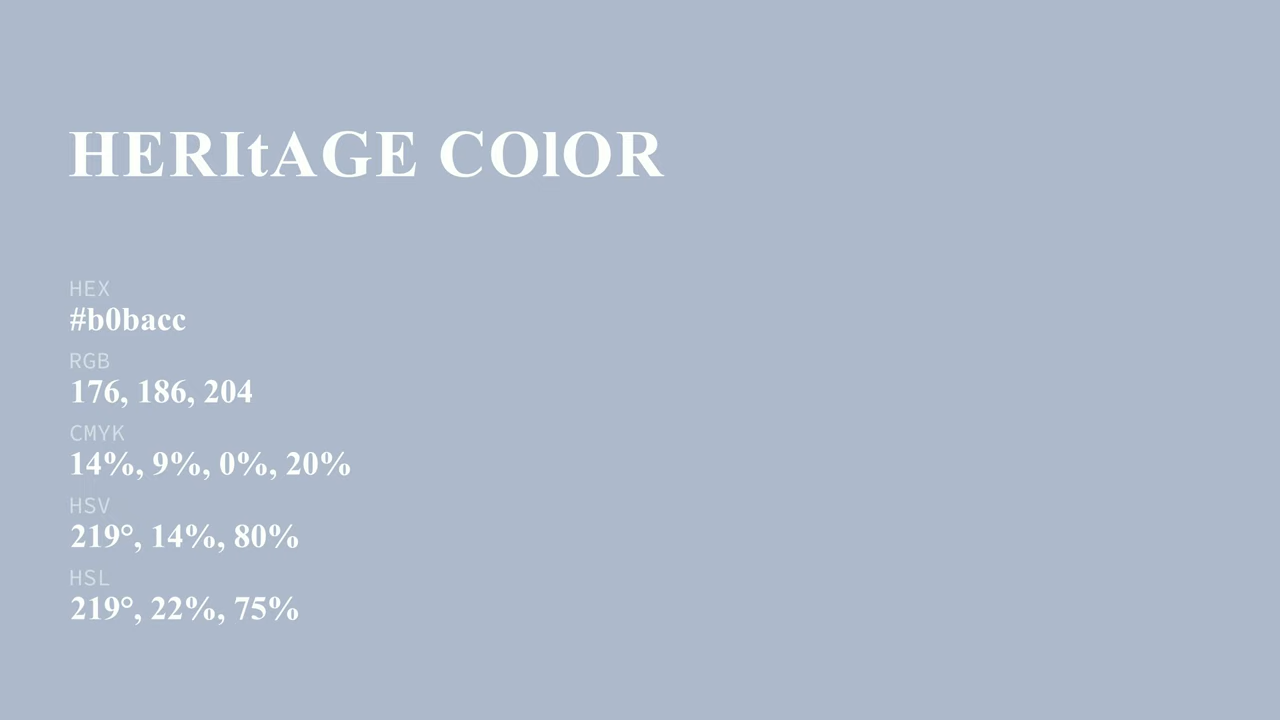 HERItAGE COlOR
HEX
#b0bacc
RGB
176, 186, 204
CMYK
14%, 9%, 0%, 20%
HSV
219°, 14%, 80%
HSL
219°, 22%, 75%